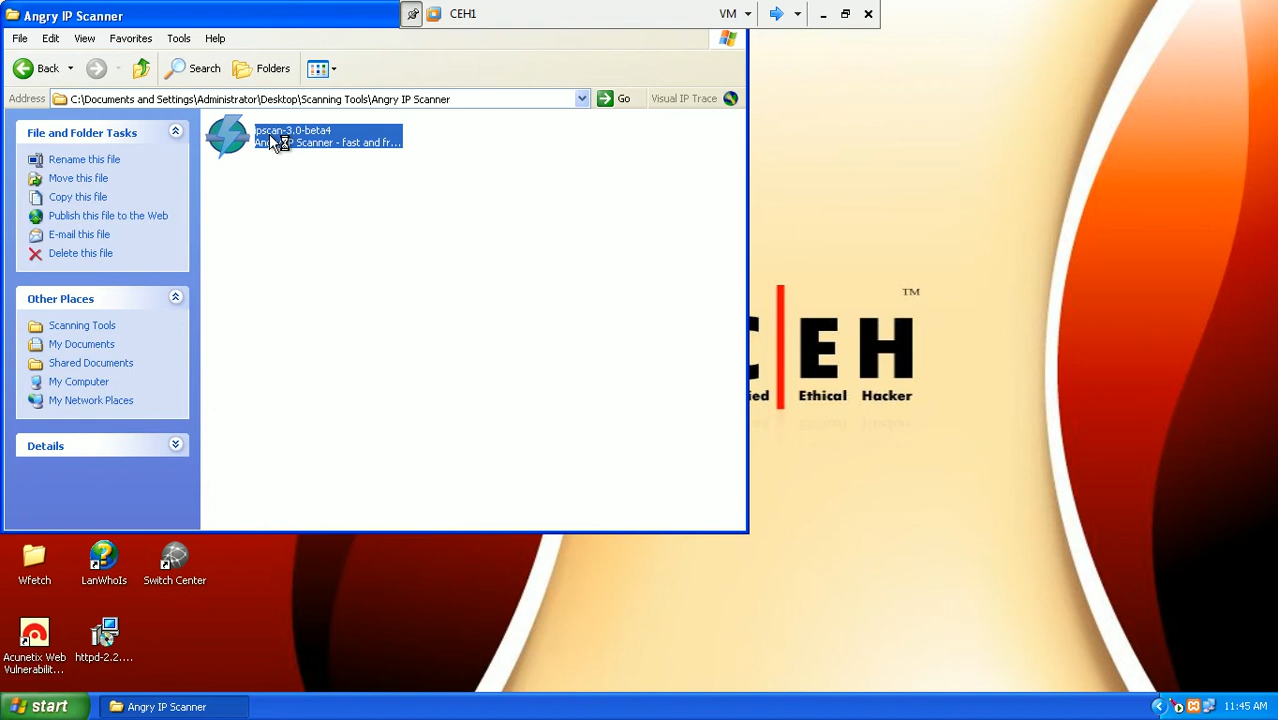 Angry IP Scanner
CEH1
VM
File Edit View Favorites Tools Help
Back Search Folders
Address C:\Documents and Settings\Administrator\Desktop\Scanning Tools\Angry IP Scanner Go Visual IP Trace
File and Folder Tasks
Rename this file
Move this file
Copy this file
Publish this file to the Web
E-mail this file
Delete this file
Other Places
Scanning Tools
My Documents
Shared Documents
My Computer
My Network Places
Details
ipscan-3.0-beta4
Angry IP Scanner - fast and fr...
TM
C|EH
Ethical Hacker
Wfetch
LanWhoIs
Switch Center
Acunetix Web
Vulnerabilit...
httpd-2.2....
start
Angry IP Scanner
11:45 AM